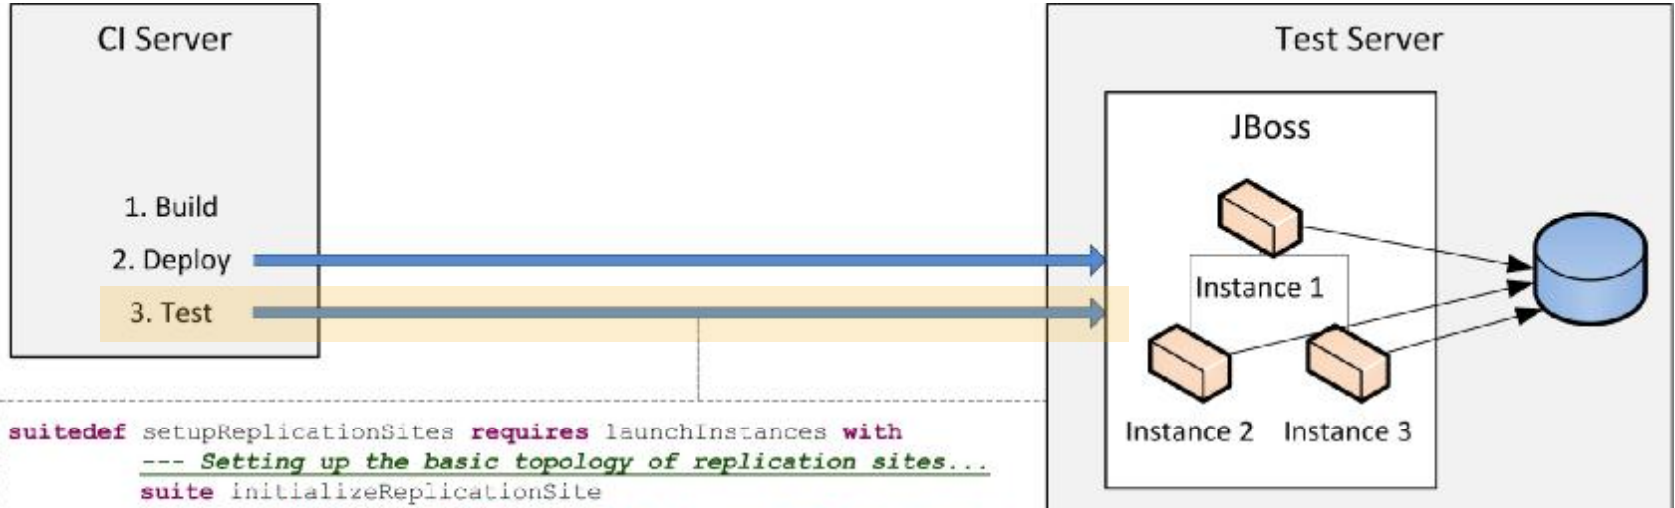 CI Server
1. Build
2. Deploy
3. Test
Test Server
JBoss
Instance 1
Instance 2
Instance 3
suitedef setupReplicationSites requires launchInstances with
--- Setting up the basic topology of replication sites...
suite initializeReplicationSite